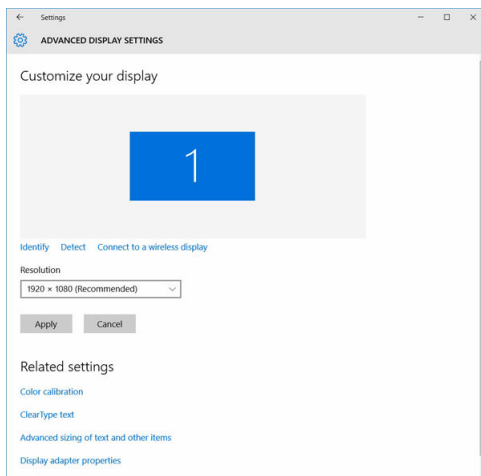 Settings
ADVANCED DISPLAY SETTINGS
Customize your display
1
Identify Detect Connect to a wireless display
Resolution
1920 × 1080 (Recommended)
Apply Cancel
Related settings
Color calibration
ClearType text
Advanced sizing of text and other items
Display adapter properties